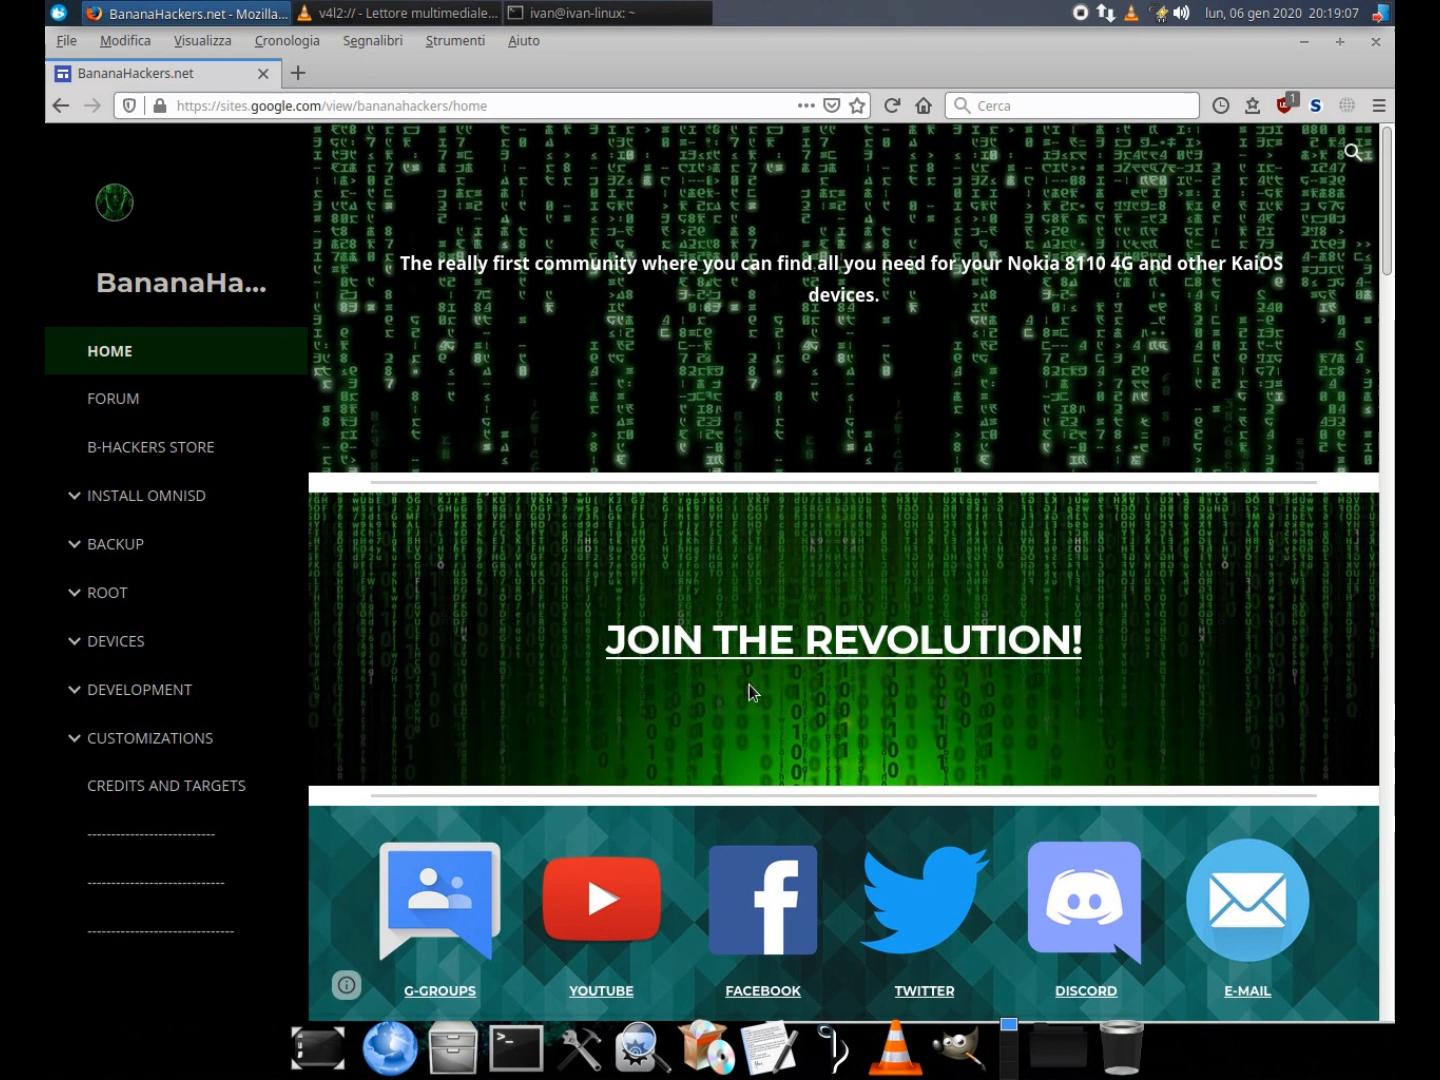 BananaHackers.net - Mozilla...
v4l2:// - Lettore multimediale...
ivan@ivan-linux: ~
lun, 06 gen 2020 20:19:07
File Modifica Visualizza Cronologia Segnalibri Strumenti Aiuto
BananaHackers.net
https://sites.google.com/view/bananahackers/home
Cerca
1
S
BananaHa...
HOME
FORUM
B-HACKERS STORE
INSTALL OMNISD
BACKUP
ROOT
DEVICES
DEVELOPMENT
CUSTOMIZATIONS
CREDITS AND TARGETS
The really first community where you can find all you need for your Nokia 8110 4G and other KaiOS
devices.
JOIN THE REVOLUTION!
G-GROUPS
YOUTUBE
FACEBOOK
TWITTER
DISCORD
E-MAIL